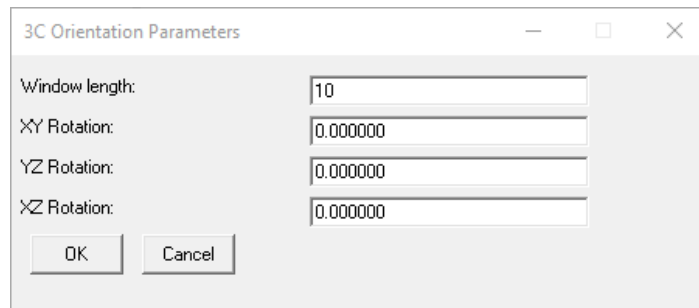 3C Orientation Parameters
Window length: 10
XY Rotation: 0.000000
YZ Rotation: 0.000000
XZ Rotation: 0.000000
OK Cancel